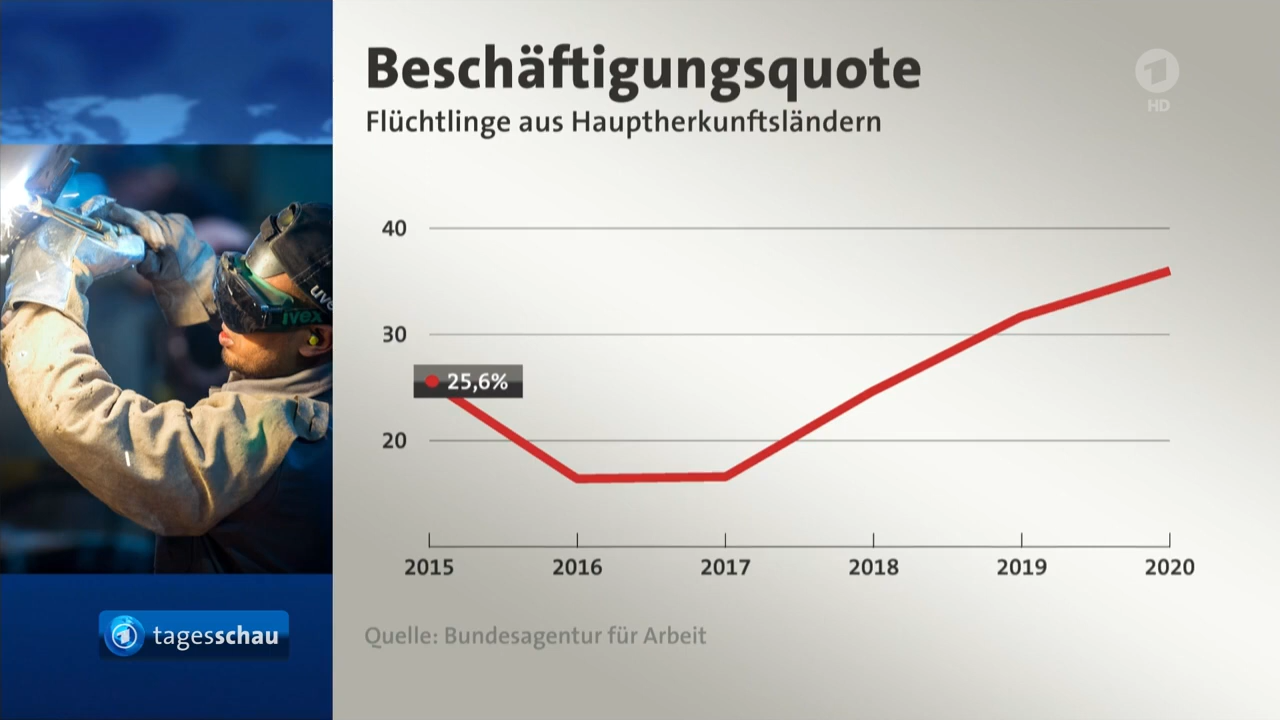 Beschäftigungsquote
Flüchtlinge aus Hauptherkunftsländern
HD
40
30
25,6%
20
2015 2016 2017 2018 2019 2020
Quelle: Bundesagentur für Arbeit
uvex
tagesschau